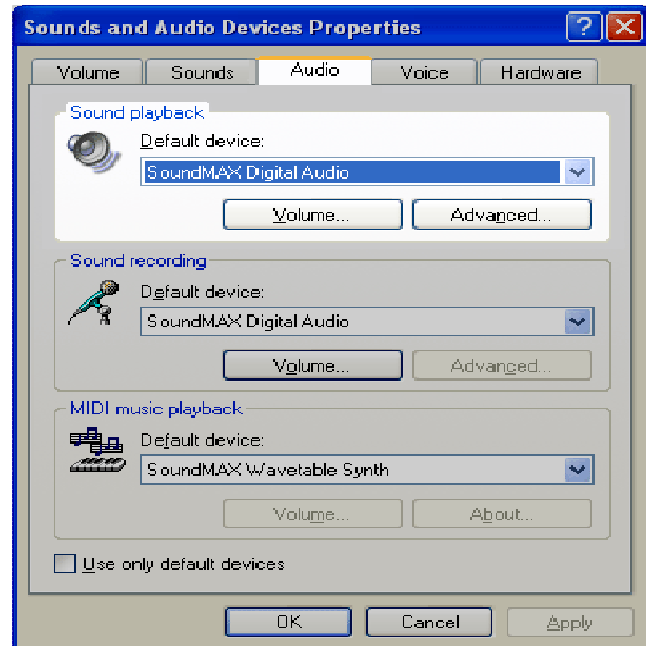 Sounds and Audio Devices Properties
Volume Sounds Audio Voice Hardware
Sound playback
Default device:
SoundMAX Digital Audio
Volume... Advanced...
Sound recording
Default device:
SoundMAX Digital Audio
Volume... Advanced...
MIDI music playback
Default device:
SoundMAX Wavetable Synth
Volume... About...
Use only default devices
OK Cancel Apply